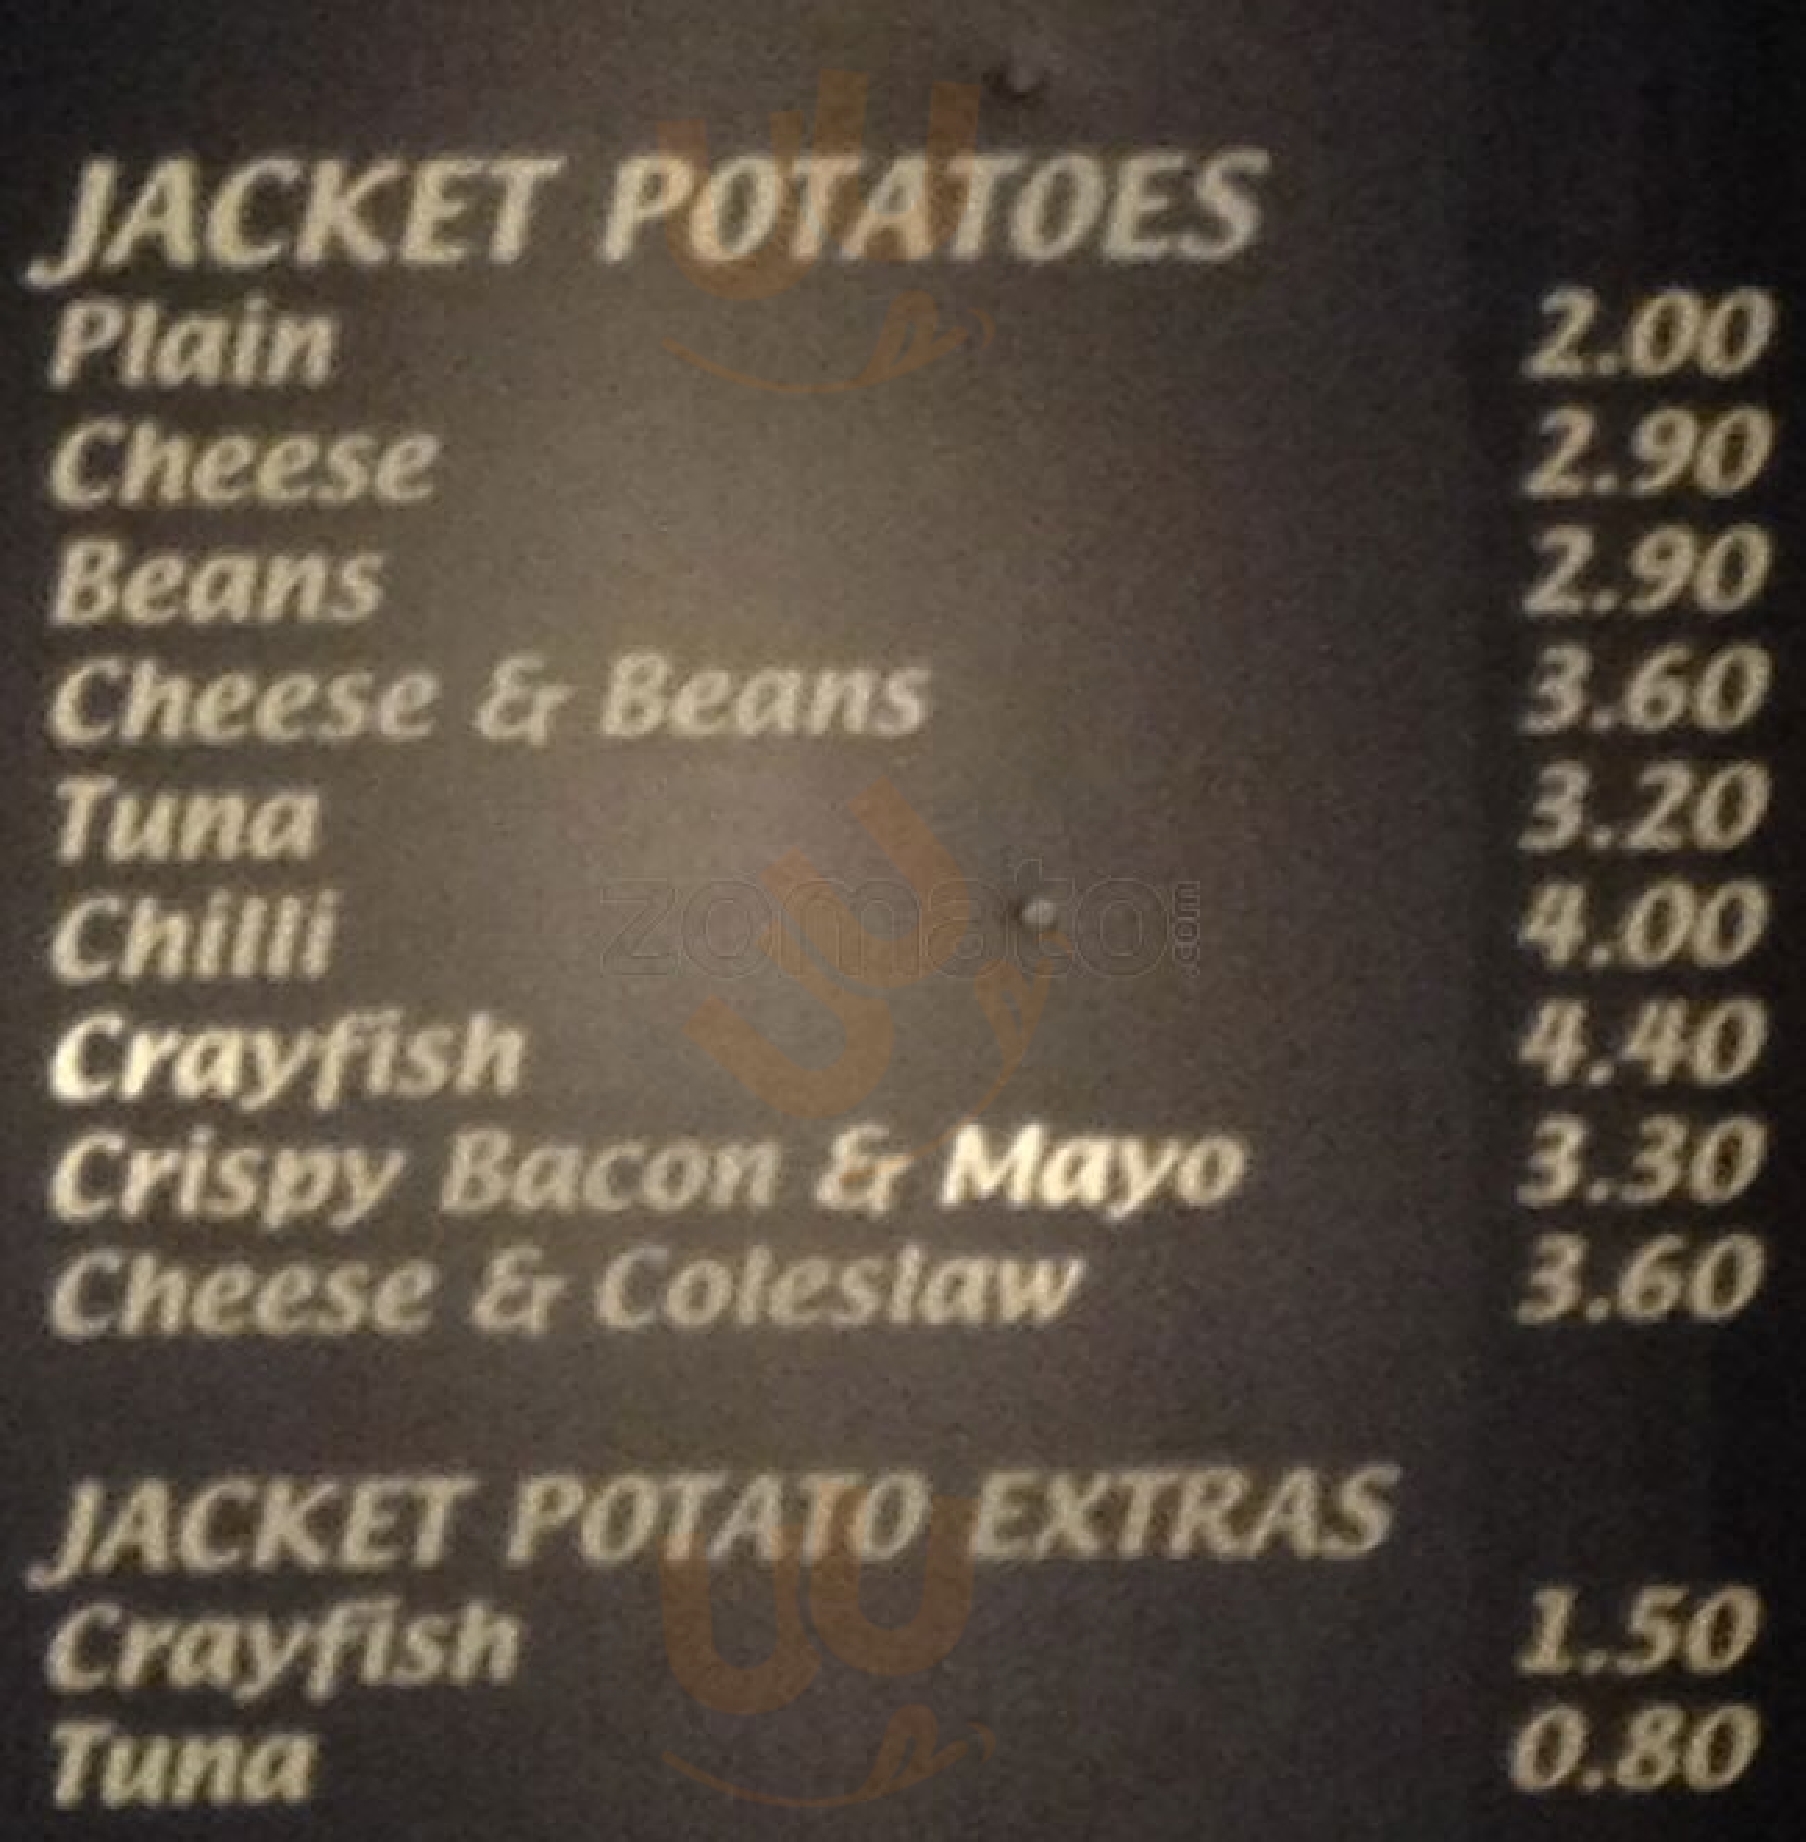 JACKET POTATOES
Plain 2.00
Cheese 2.90
Beans 2.90
Cheese & Beans 3.60
Tuna 3.20
Chilli 4.00
zomato.com
Crayfish 4.40
Crispy Bacon & Mayo 3.30
Cheese & Coleslaw 3.60
JACKET POTATO EXTRAS
Crayfish 1.50
Tuna 0.80